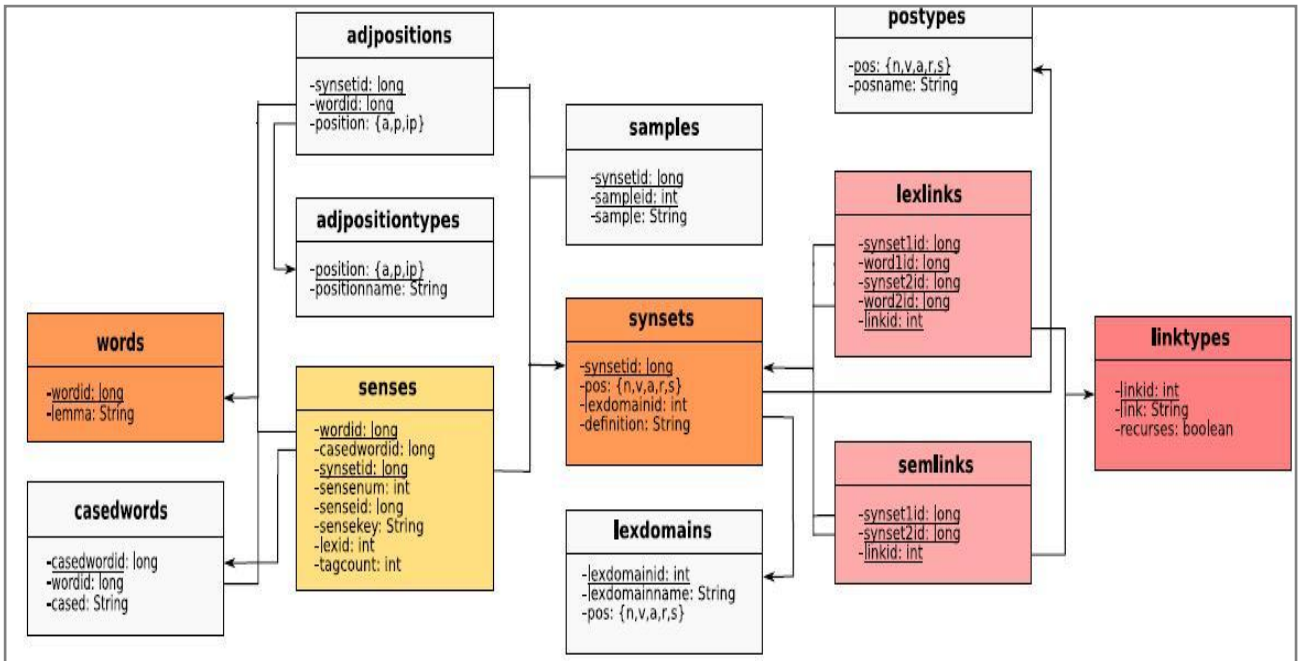 adjpositions
-synsetid: long
-wordid: long
-position: {a,p,ip}
adjpositiontypes
-position: {a,p,ip}
-positionname: String
words
-wordid: long
-lemma: String
casedwords
-casedwordid: long
-wordid: long
-cased: String
senses
-wordid: long
-casedwordid: long
-synsetid: long
-sensenum: int
-senseid: long
-sensekey: String
-lexid: int
-tagcount: int
samples
-synsetid: long
-sampleid: int
-sample: String
synsets
-synsetid: long
-pos: {n,v,a,r,s}
-lexdomainid: int
-definition: String
lexdomains
-lexdomainid: int
-lexdomainname: String
-pos: {n,v,a,r,s}
postypes
-pos: {n,v,a,r,s}
-posname: String
lexlinks
-synset1id: long
-word1id: long
-synset2id: long
-word2id: long
-linkid: int
semlinks
-synset1id: long
-synset2id: long
-linkid: int
linktypes
-linkid: int
-link: String
-recurses: boolean